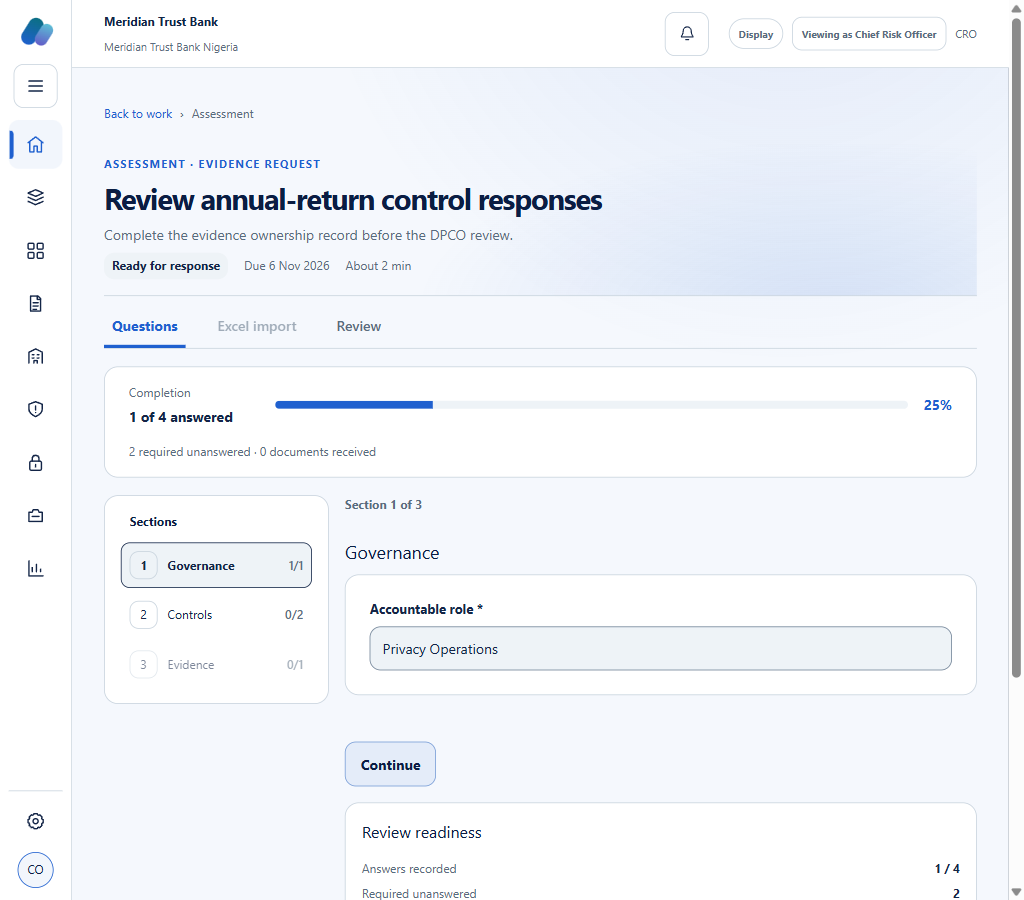 Meridian Trust Bank
Meridian Trust Bank Nigeria
Display
Viewing as Chief Risk Officer
CRO
Back to work › Assessment
ASSESSMENT · EVIDENCE REQUEST
Review annual-return control responses
Complete the evidence ownership record before the DPCO review.
Ready for response
Due 6 Nov 2026
About 2 min
Questions
Excel import
Review
Completion
1 of 4 answered
25%
2 required unanswered · 0 documents received
Sections
1 Governance 1/1
2 Controls 0/2
3 Evidence 0/1
Section 1 of 3
Governance
Accountable role *
Privacy Operations
Continue
Review readiness
Answers recorded 1 / 4
Required unanswered 2
CO